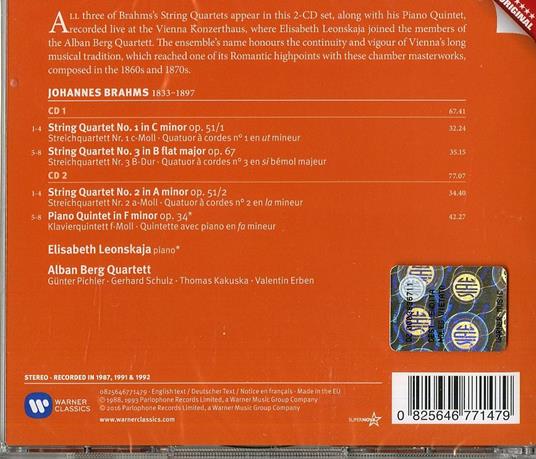 ALL three of Brahms's String Quartets appear in this 2-CD set, along with his Piano Quintet,
recorded live at the Vienna Konzerthaus, where Elisabeth Leonskaja joined the members of
the Alban Berg Quartett. The ensemble's name honours the continuity and vigour of Vienna's long
musical tradition, which reached one of its Romantic highpoints with these chamber masterworks,
composed in the 1860s and 1870s.
ORIGINAL
JOHANNES BRAHMS 1833–1897
CD 1 67.41
1-4 String Quartet No. 1 in C minor op. 51/1 32.24
Streichquartett Nr. 1 c-Moll · Quatuor à cordes n° 1 en ut mineur
5-8 String Quartet No. 3 in B flat major op. 67 35.15
Streichquartett Nr. 3 B-Dur · Quatuor à cordes n° 3 en si bémol majeur
CD 2 77.07
1-4 String Quartet No. 2 in A minor op. 51/2 34.40
Streichquartett Nr. 2 a-Moll · Quatuor à cordes n° 2 en la mineur
5-8 Piano Quintet in F minor op. 34* 42.27
Klavierquintett f-Moll · Quintette avec piano en fa mineur
Elisabeth Leonskaja piano*
Alban Berg Quartett
Günter Pichler · Gerhard Schulz · Thomas Kakuska · Valentin Erben
SIAE
STEREO · RECORDED IN 1987, 1991 & 1992
0825646771479 · English text / Deutscher Text / Notice en français · Made in the EU
℗ 1988, 1993 Parlophone Records Limited, a Warner Music Group Company
© 2016 Parlophone Records Limited, a Warner Music Group Company
www.warnerclassics.com
WARNER
CLASSICS
SUPERNOVA
0 825646 771479